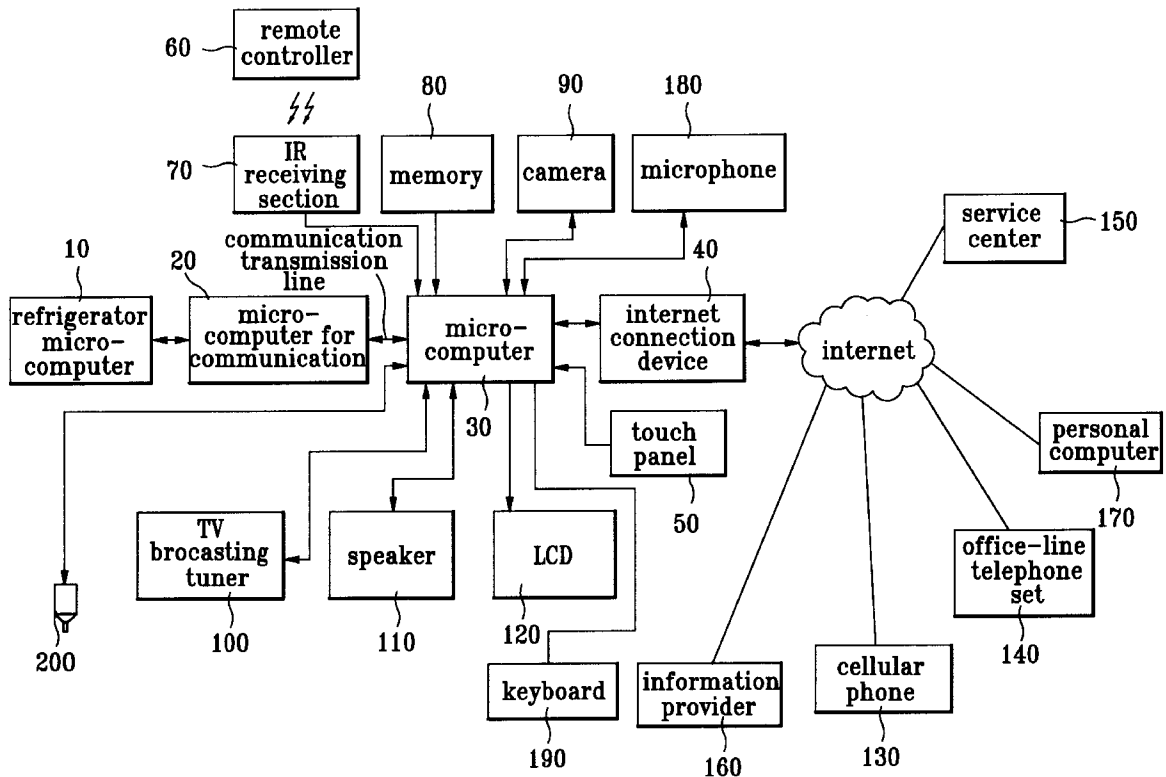 remote
controller
60
IR
receiving
section
70
80
memory
90
camera
180
microphone
communication
transmission
line
10
refrigerator
micro-
computer
20
micro-
computer for
communication
micro-
computer
30
40
internet
connection
device
internet
service
center
150
touch
panel
50
personal
computer
170
TV
brocasting
tuner
100
speaker
110
LCD
120
office-line
telephone
set
140
200
keyboard
190
information
provider
160
cellular
phone
130